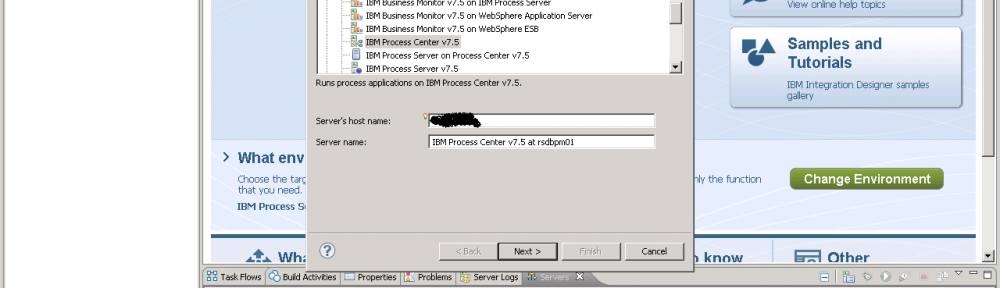 IBM Business Monitor v7.5 on IBM Process Server
IBM Business Monitor v7.5 on WebSphere Application Server
IBM Business Monitor v7.5 on WebSphere ESB
IBM Process Center v7.5
IBM Process Server on Process Center v7.5
IBM Process Server v7.5
Runs process applications on IBM Process Center v7.5.
Server's host name:
Server name:
IBM Process Center v7.5 at rsdbpm01
< Back
Next >
Finish
Cancel
View online help topics
Samples and
Tutorials
IBM Integration Designer samples
gallery
What env
Choose the targ
that you need.
IBM Process Se
nly the function
Change Environment
Wha
o know
Other
Task Flows
Build Activities
Properties
Problems
Server Logs
Servers